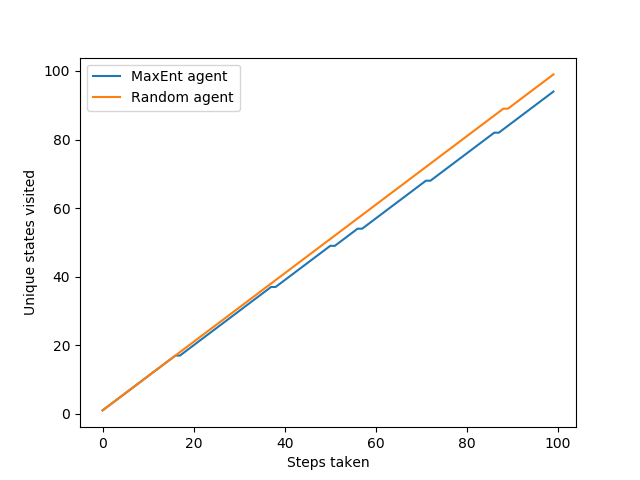 MaxEnt agent
Random agent
100
80
60
40
20
0
Unique states visited
0 20 40 60 80 100
Steps taken